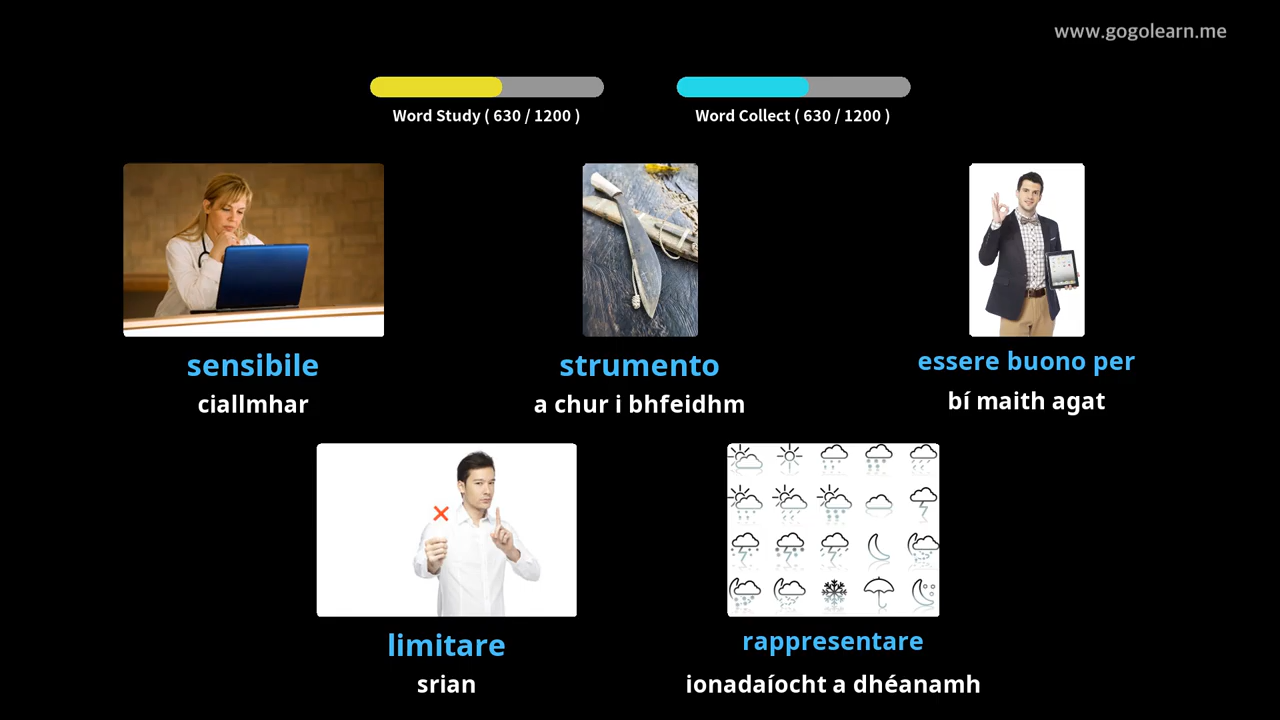 www.gogolearn.me
Word Study ( 630 / 1200 )
Word Collect ( 630 / 1200 )
sensibile
ciallmhar
strumento
a chur i bhfeidhm
essere buono per
bí maith agat
limitare
srian
rappresentare
ionadaíocht a dhéanamh